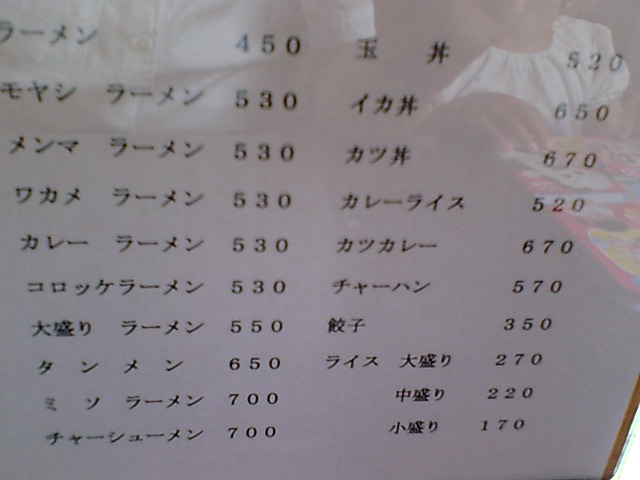 ラーメン 450
モヤシ ラーメン 530
メンマ ラーメン 530
ワカメ ラーメン 530
カレー ラーメン 530
コロッケラーメン 530
大盛り ラーメン 550
タ ン メ ン 650
ミ ソ ラーメン 700
チャーシューメン 700
玉 丼 520
イカ丼 650
カツ丼 670
カレーライス 520
カツカレー 670
チャーハン 570
餃子 350
ライス 大盛り 270
中盛り 220
小盛り 170